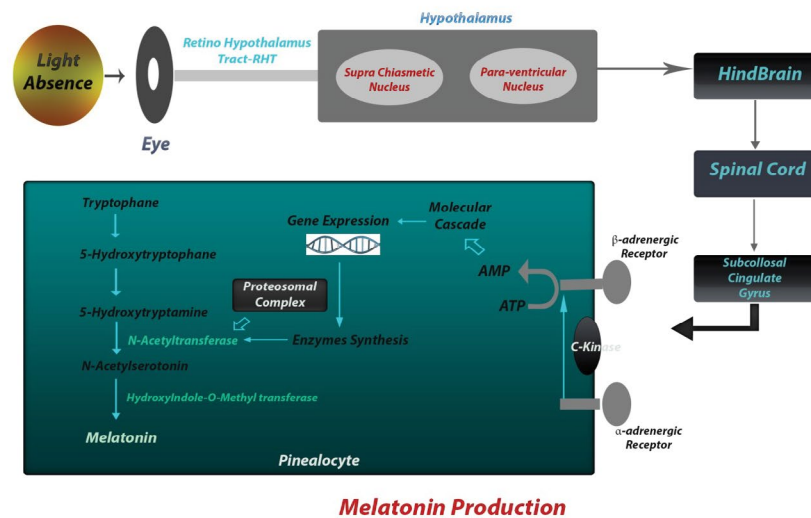 Hypothalamus
Light
Absence
Retino Hypothalamus
Tract-RHT
Eye
Supra Chiasmetic
Nucleus
Para-ventricular
Nucleus
HindBrain
Spinal Cord
Subcollosal
Cingulate
Gyrus
Tryptophane
5-Hydroxytryptophane
5-Hydroxytryptamine
N-Acetyltransferase
N-Acetylserotonin
HydroxyIndole-O-Methyl transferase
Melatonin
Gene Expression
Molecular
Cascade
Proteosomal
Complex
Enzymes Synthesis
AMP
ATP
β-adrenergic
Receptor
C-Kinase
α-adrenergic
Receptor
Pinealocyte
Melatonin Production